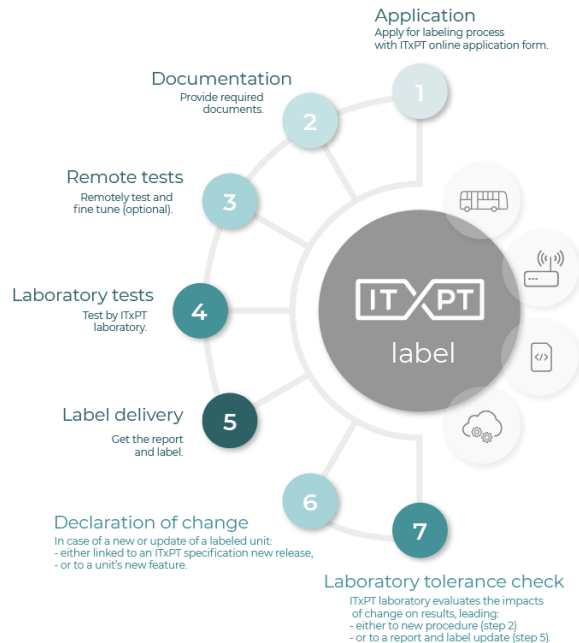 Application
Apply for labeling process
with ITxPT online application form.
1
Documentation
Provide required
documents.
2
Remote tests
Remotely test and
fine tune (optional).
3
Laboratory tests
Test by ITxPT
laboratory.
4
Label delivery
Get the report
and label.
5
IT PT
label
</>
6
Declaration of change
In case of a new or update of a labeled unit:
- either linked to an ITxPT specification new release,
- or to a unit's new feature.
7
Laboratory tolerance check
ITxPT laboratory evaluates the impacts
of change on results, leading:
- either to new procedure (step 2)
- or to a report and label update (step 5).